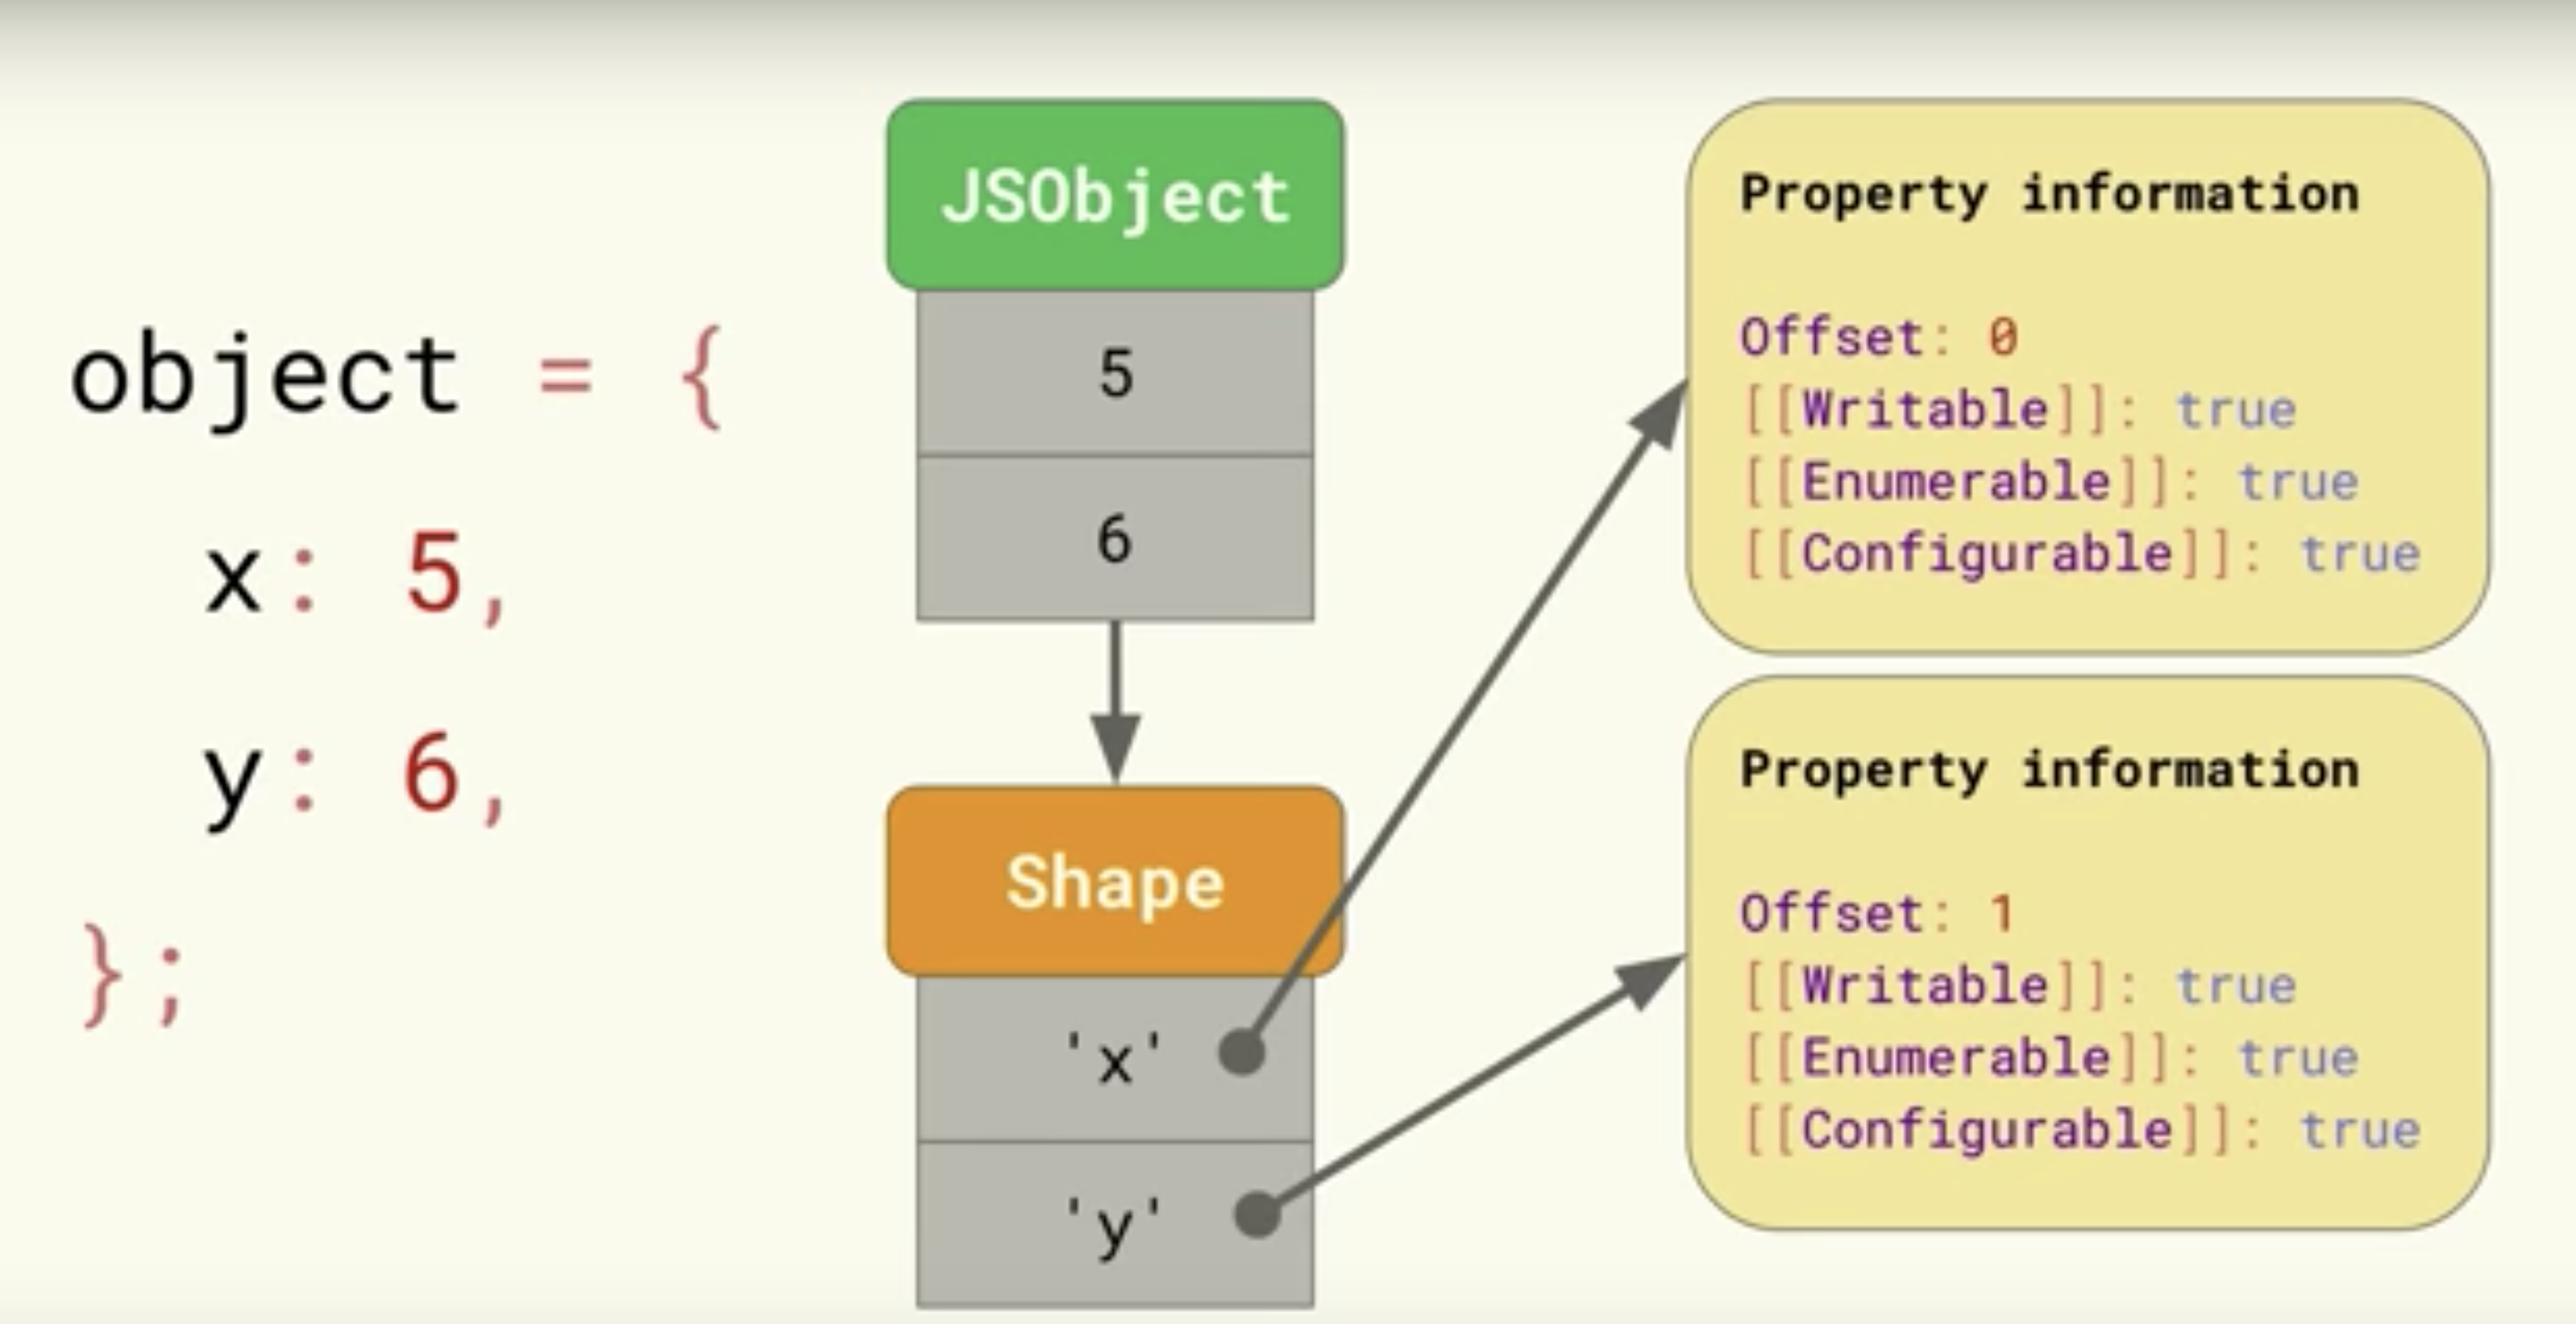 object = {
x: 5,
y: 6,
};
JSObject
5
6
Shape
'x'
'y'
Property information
Offset: 0
[[Writable]]: true
[[Enumerable]]: true
[[Configurable]]: true
Property information
Offset: 1
[[Writable]]: true
[[Enumerable]]: true
[[Configurable]]: true